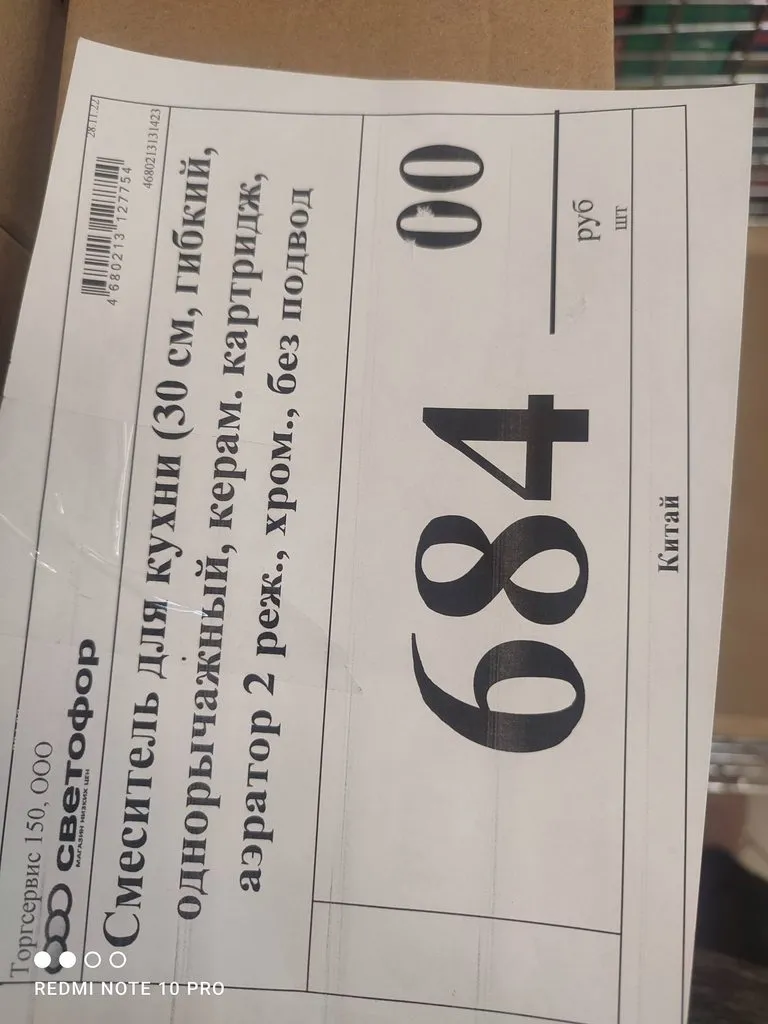 Торгсервис 150, ООО
светофор
МАГАЗИН НИЗКИХ ЦЕН
28.11.22
4 680213 127754
4680213131423
Смеситель для кухни (30 см, гибкий,
однорычажный, керам. картридж,
аэратор 2 реж., хром., без подвод
684 00
руб
шт
Китай
REDMI NOTE 10 PRO